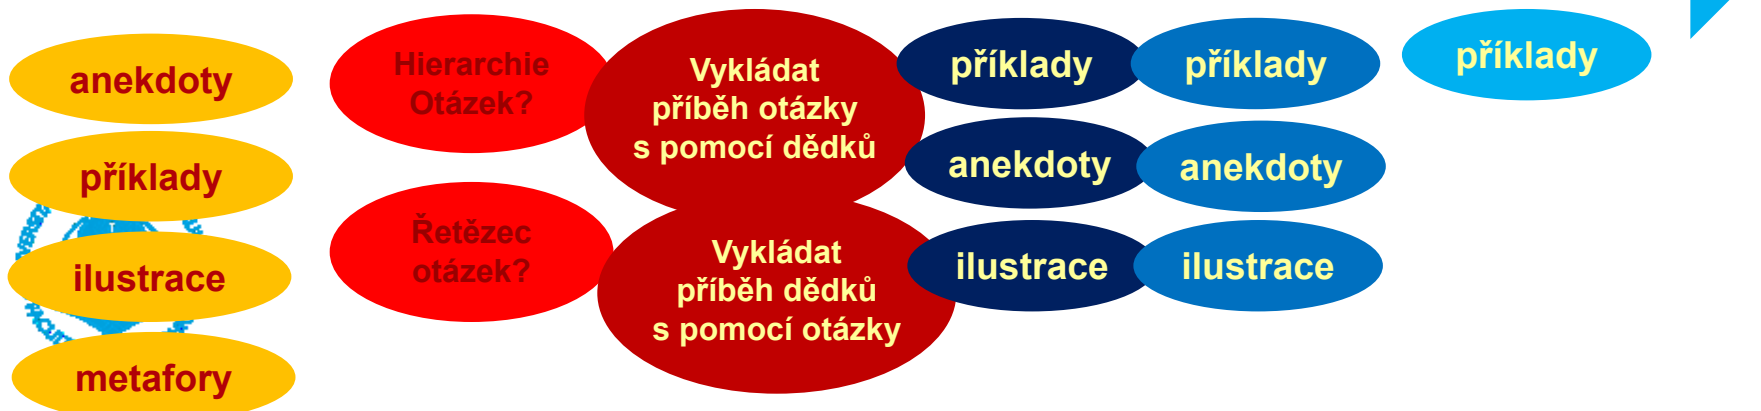 anekdoty
příklady
ilustrace
metafory
Hierarchie
Otázek?
Řetězec
otázek?
Vykládat
příběh otázky
s pomocí dědků
Vykládat
příběh dědků
s pomocí otázky
příklady
anekdoty
ilustrace
příklady
anekdoty
ilustrace
příklady